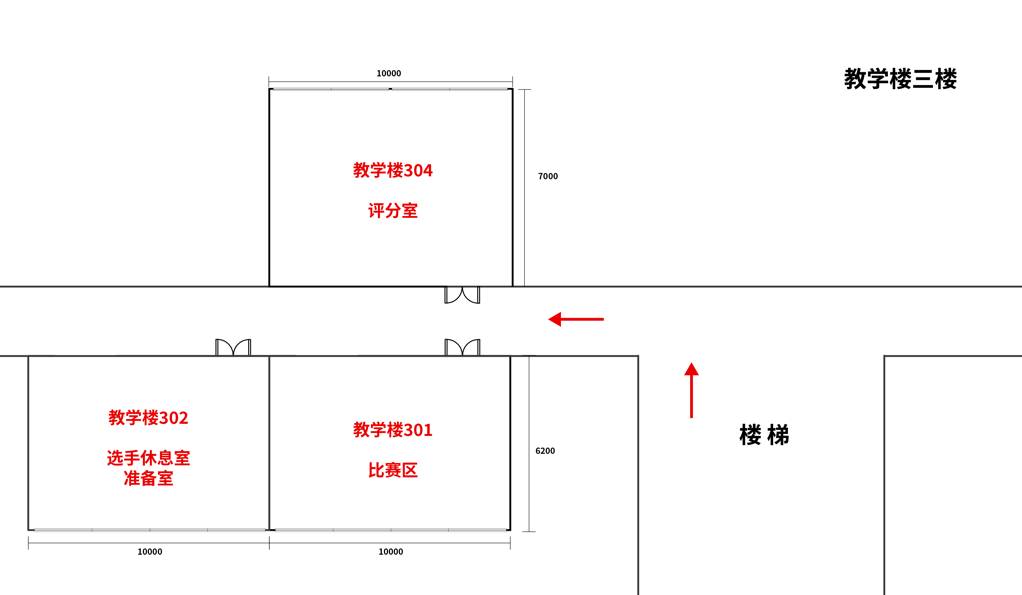 10000
教学楼三楼
教学楼304
评分室
7000
教学楼302
选手休息室
准备室
教学楼301
比赛区
楼 梯
6200
10000
10000